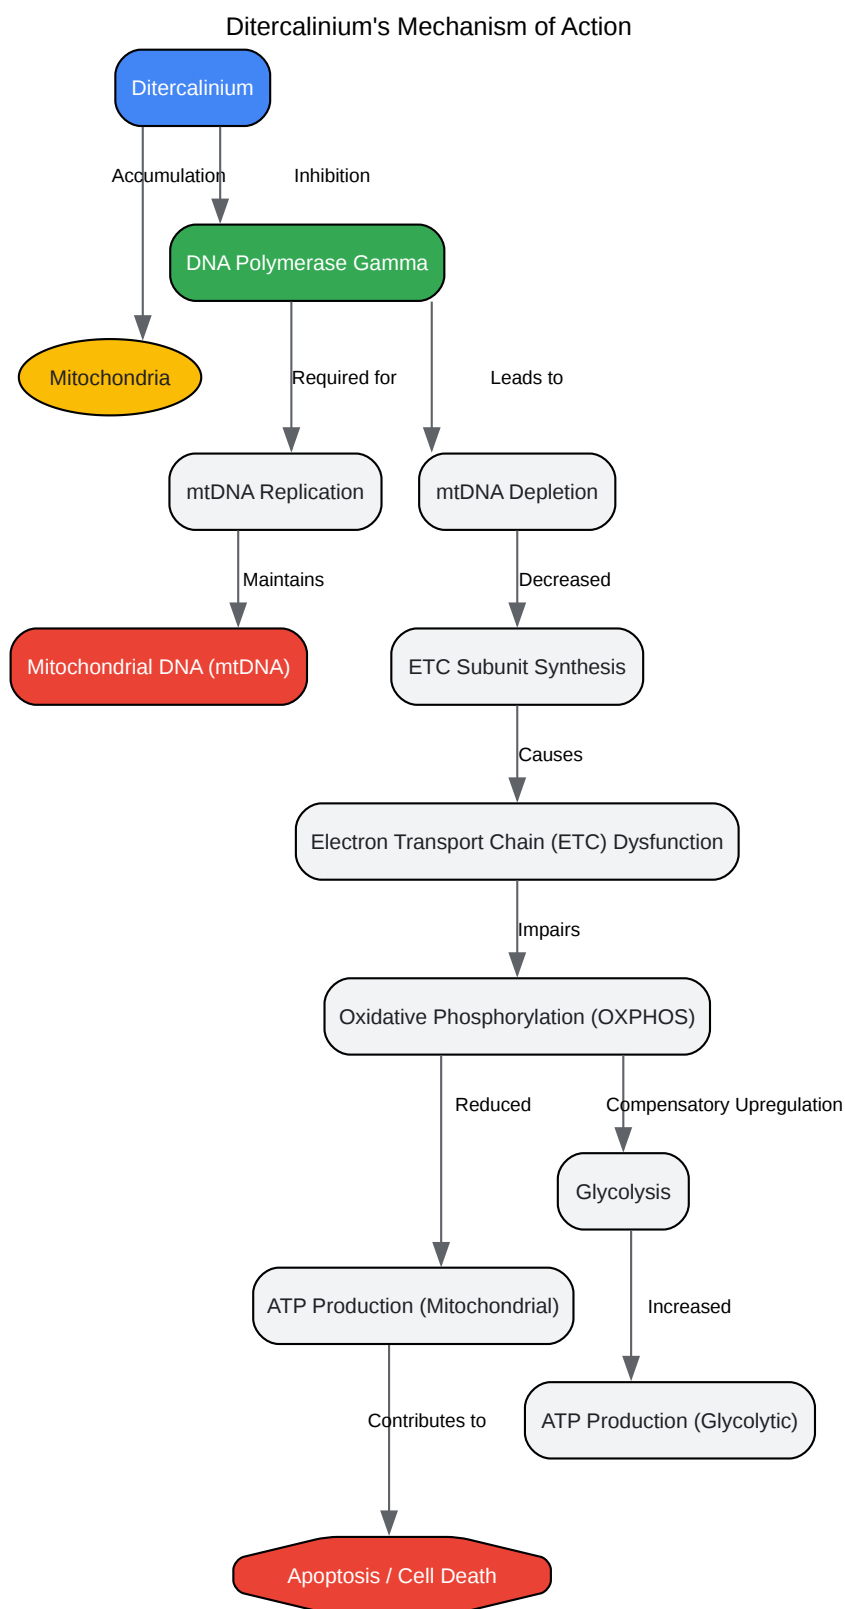 Ditercalinium's Mechanism of Action
Ditercalinium
Accumulation
Inhibition
DNA Polymerase Gamma
Mitochondria
Required for
Leads to
mtDNA Replication
mtDNA Depletion
Maintains
Decreased
Mitochondrial DNA (mtDNA)
ETC Subunit Synthesis
Causes
Electron Transport Chain (ETC) Dysfunction
Impairs
Oxidative Phosphorylation (OXPHOS)
Reduced
Compensatory Upregulation
Glycolysis
ATP Production (Mitochondrial)
Increased
ATP Production (Glycolytic)
Contributes to
Apoptosis / Cell Death